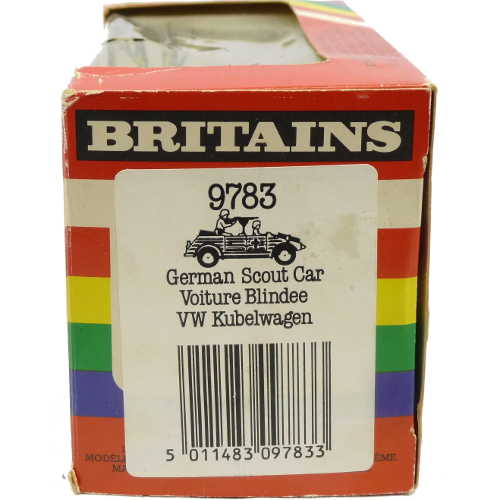 BRITAINS
9783
German Scout Car
Voiture Blindee
VW Kubelwagen
5 011483 097833